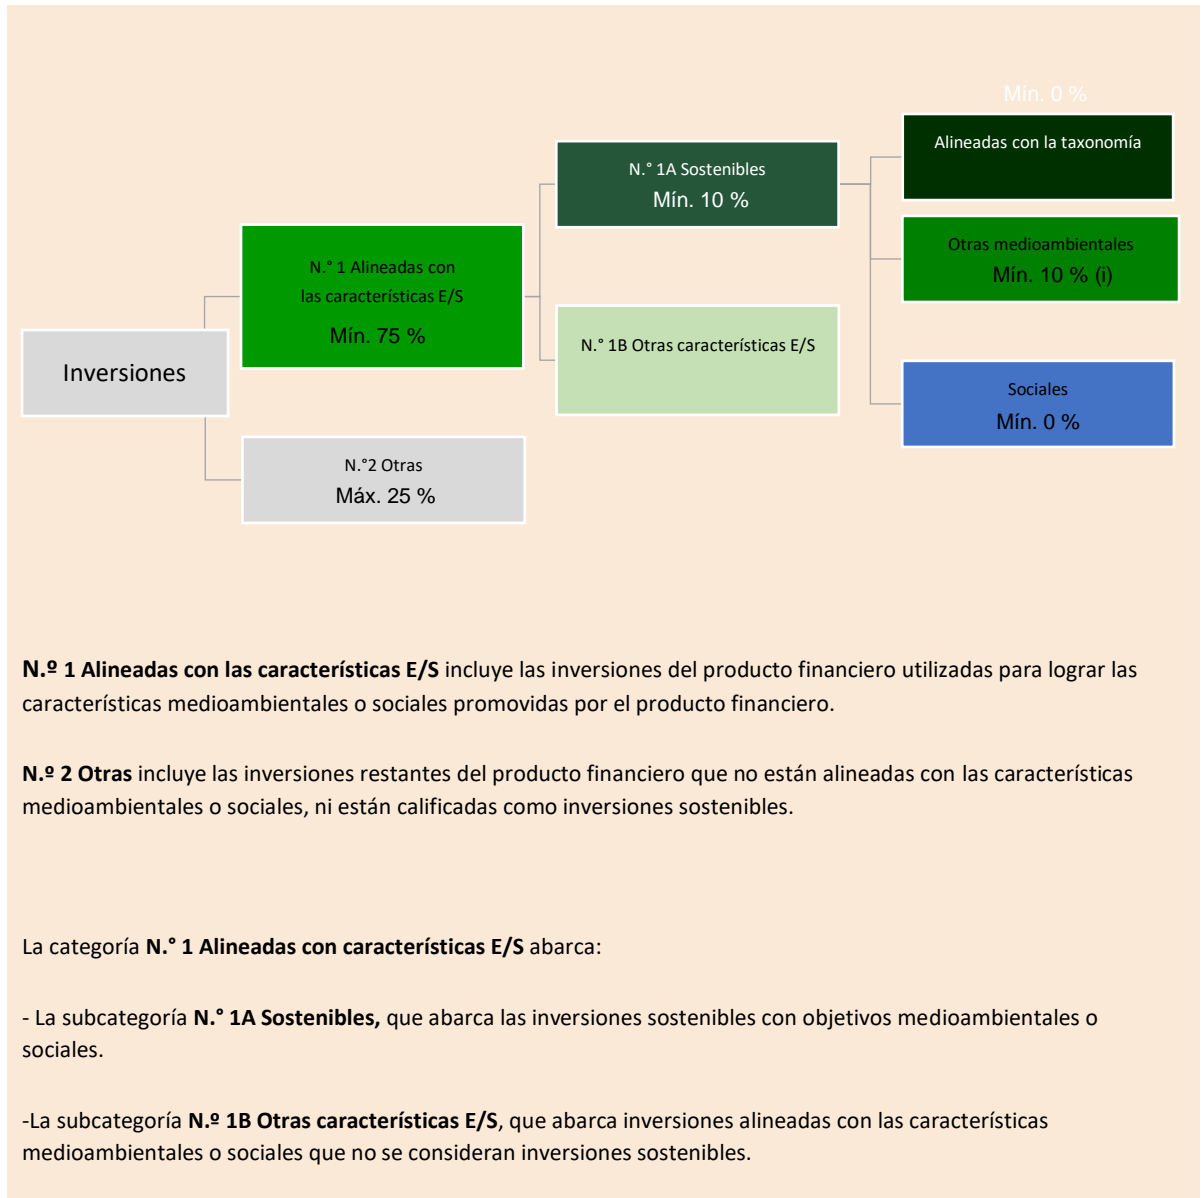 Mín. 0 %
Alineadas con la taxonomía
N.° 1A Sostenibles
Mín. 10 %
Otras medioambientales
Mín. 10 % (i)
N.° 1 Alineadas con
las características E/S
Mín. 75 %
N.° 1B Otras características E/S
Inversiones
Sociales
Mín. 0 %
N.°2 Otras
Máx. 25 %
N.º 1 Alineadas con las características E/S incluye las inversiones del producto financiero utilizadas para lograr las
características medioambientales o sociales promovidas por el producto financiero.
N.º 2 Otras incluye las inversiones restantes del producto financiero que no están alineadas con las características
medioambientales o sociales, ni están calificadas como inversiones sostenibles.
La categoría N.° 1 Alineadas con características E/S abarca:
- La subcategoría N.° 1A Sostenibles, que abarca las inversiones sostenibles con objetivos medioambientales o
sociales.
-La subcategoría N.º 1B Otras características E/S, que abarca inversiones alineadas con las características
medioambientales o sociales que no se consideran inversiones sostenibles.